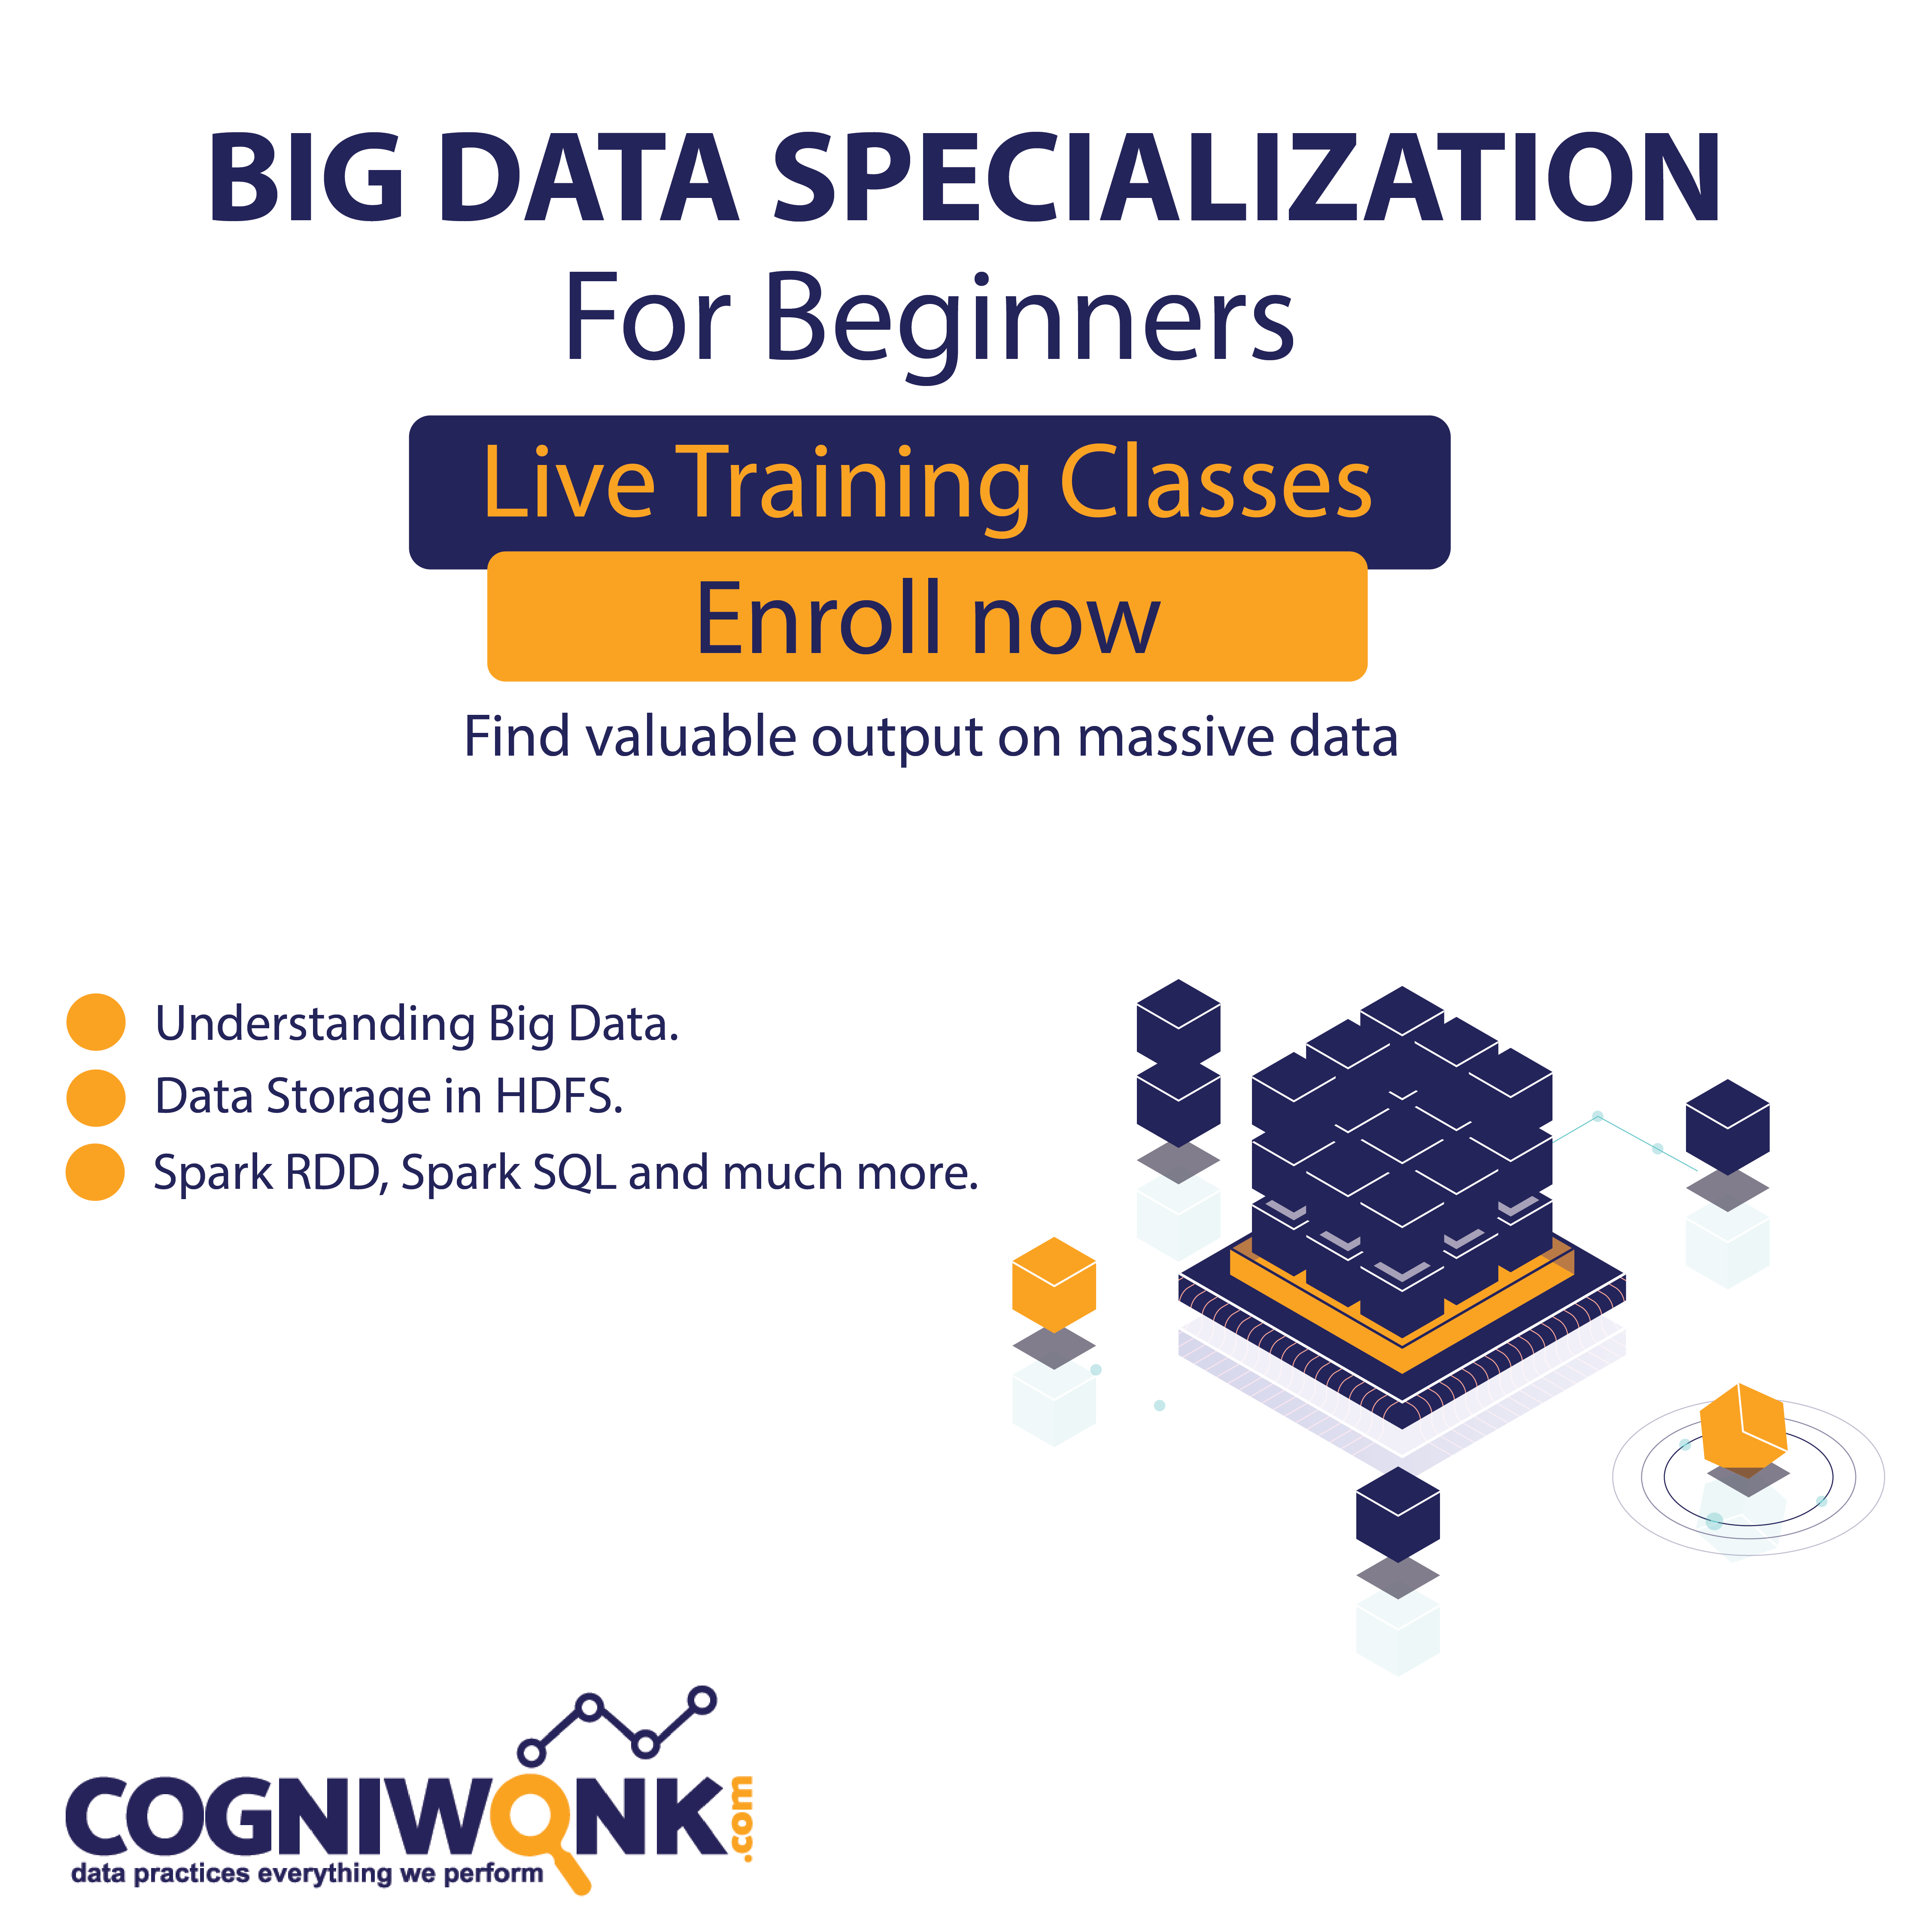 BIG DATA SPECIALIZATION
For Beginners
Live Training Classes
Enroll now
Find valuable output on massive data
Understanding Big Data.
Data Storage in HDFS.
Spark RDD, Spark SQL and much more.
COGNIWONK.com
data practices everything we perform